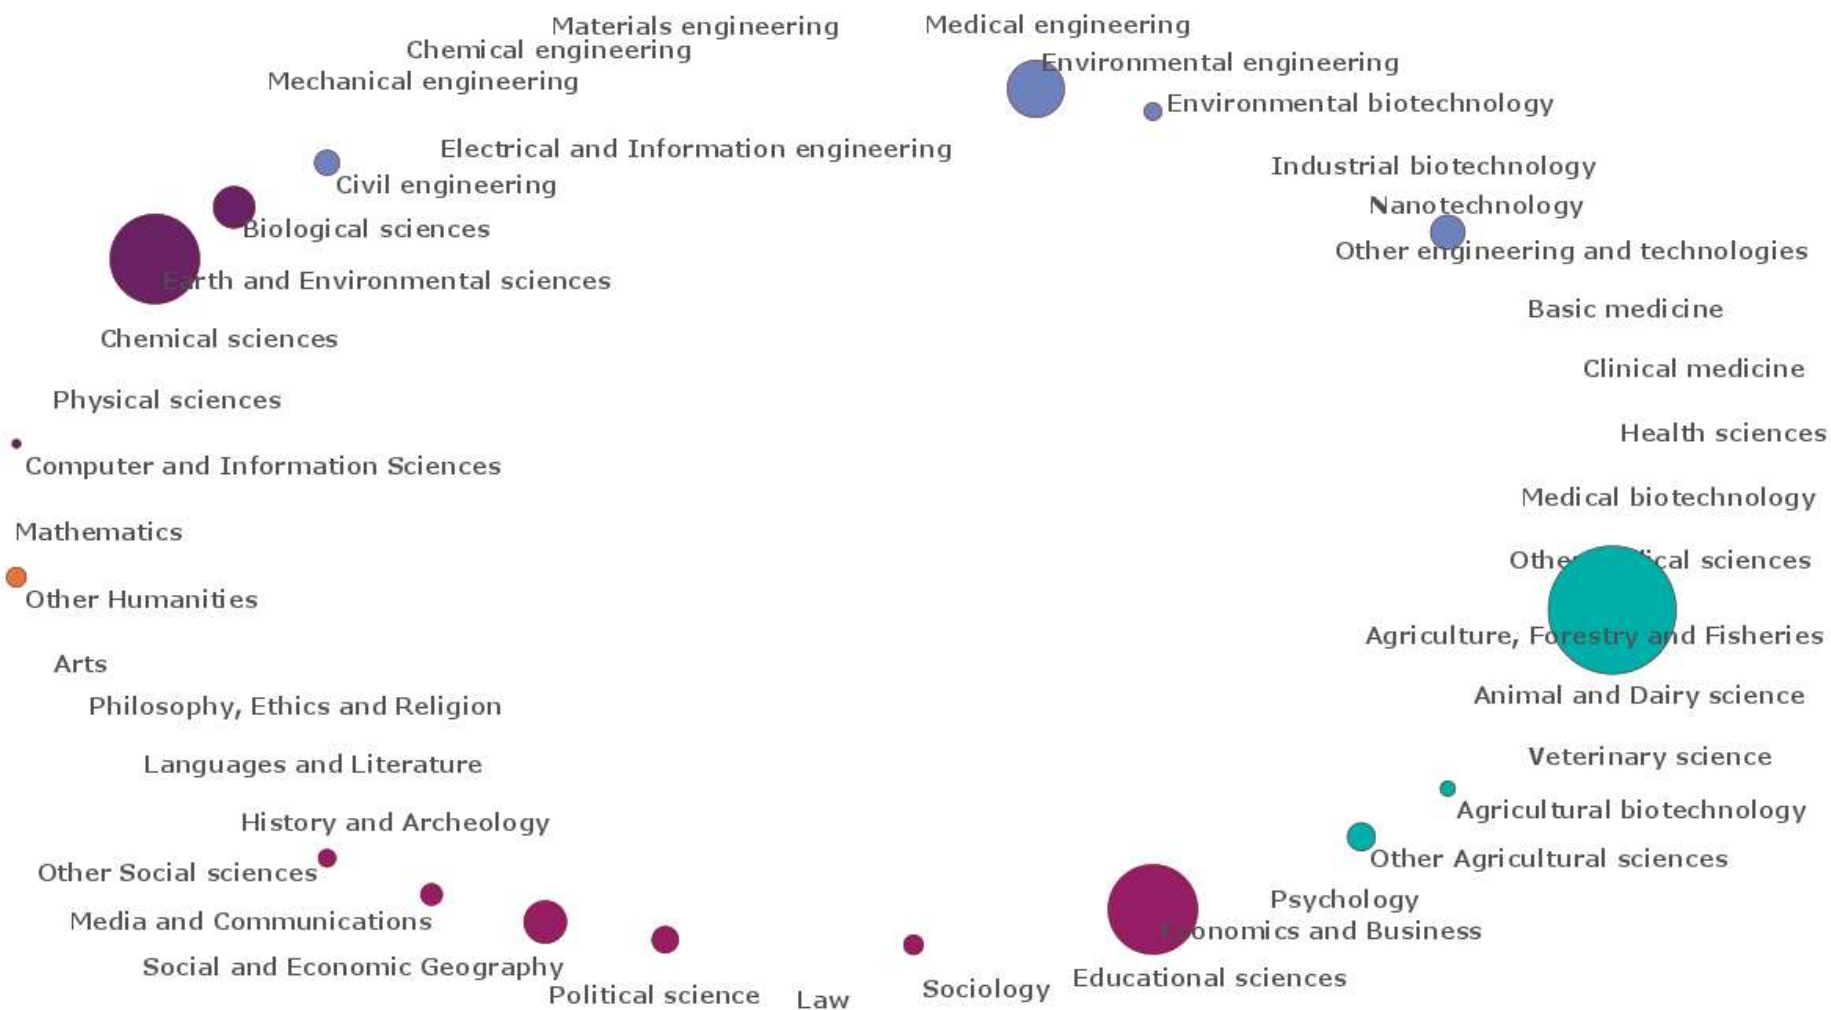 Materials engineering
Medical engineering
Chemical engineering
Environmental engineering
Mechanical engineering
Environmental biotechnology
Electrical and Information engineering
Industrial biotechnology
Civil engineering
Nanotechnology
Biological sciences
Other engineering and technologies
Earth and Environmental sciences
Basic medicine
Chemical sciences
Clinical medicine
Physical sciences
Health sciences
Computer and Information Sciences
Medical biotechnology
Mathematics
Other Medical sciences
Other Humanities
Agriculture, Forestry and Fisheries
Arts
Animal and Dairy science
Philosophy, Ethics and Religion
Veterinary science
Languages and Literature
Agricultural biotechnology
History and Archeology
Other Agricultural sciences
Other Social sciences
Psychology
Media and Communications
Economics and Business
Social and Economic Geography
Educational sciences
Political science
Law
Sociology